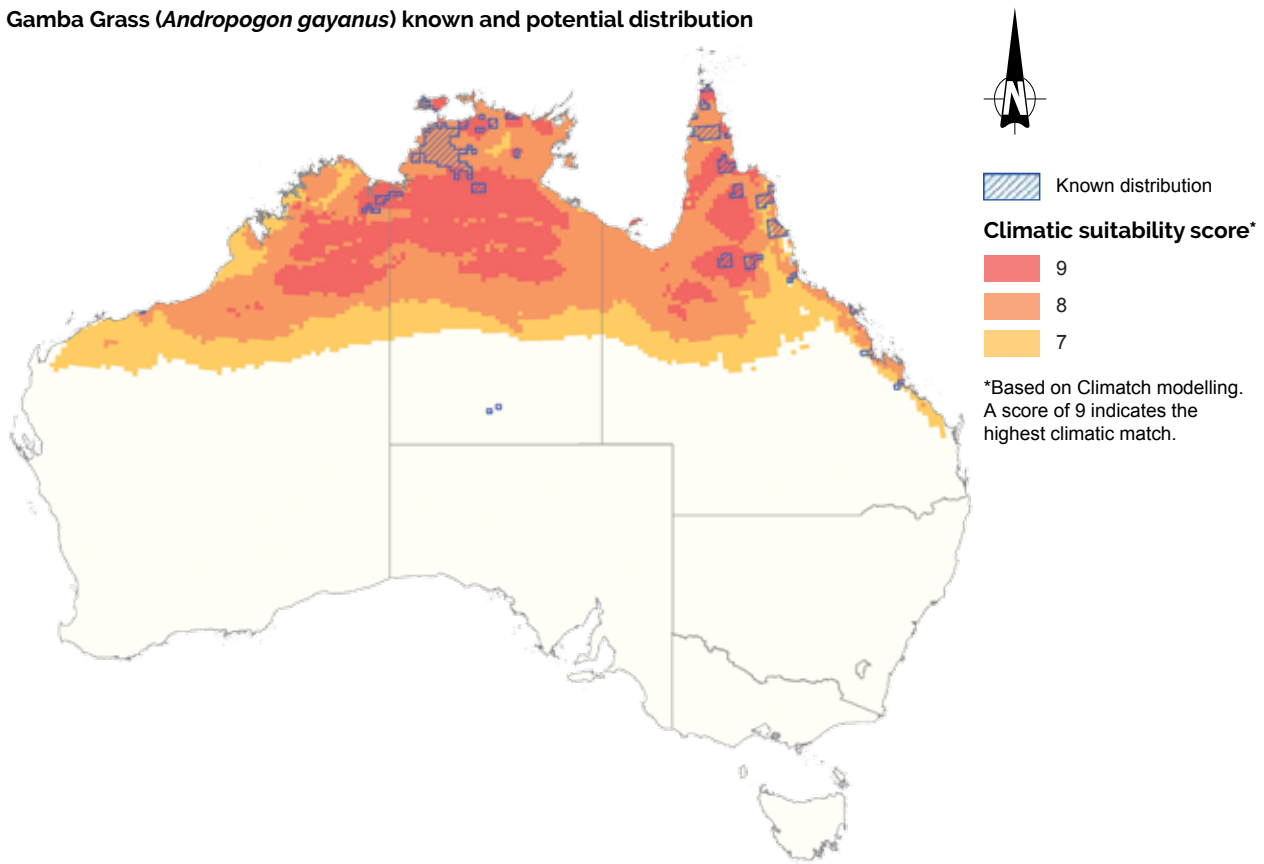 Gamba Grass (Andropogon gayanus) known and potential distribution
N
Known distribution
Climatic suitability score*
9
8
7
*Based on Climatch modelling.
A score of 9 indicates the
highest climatic match.